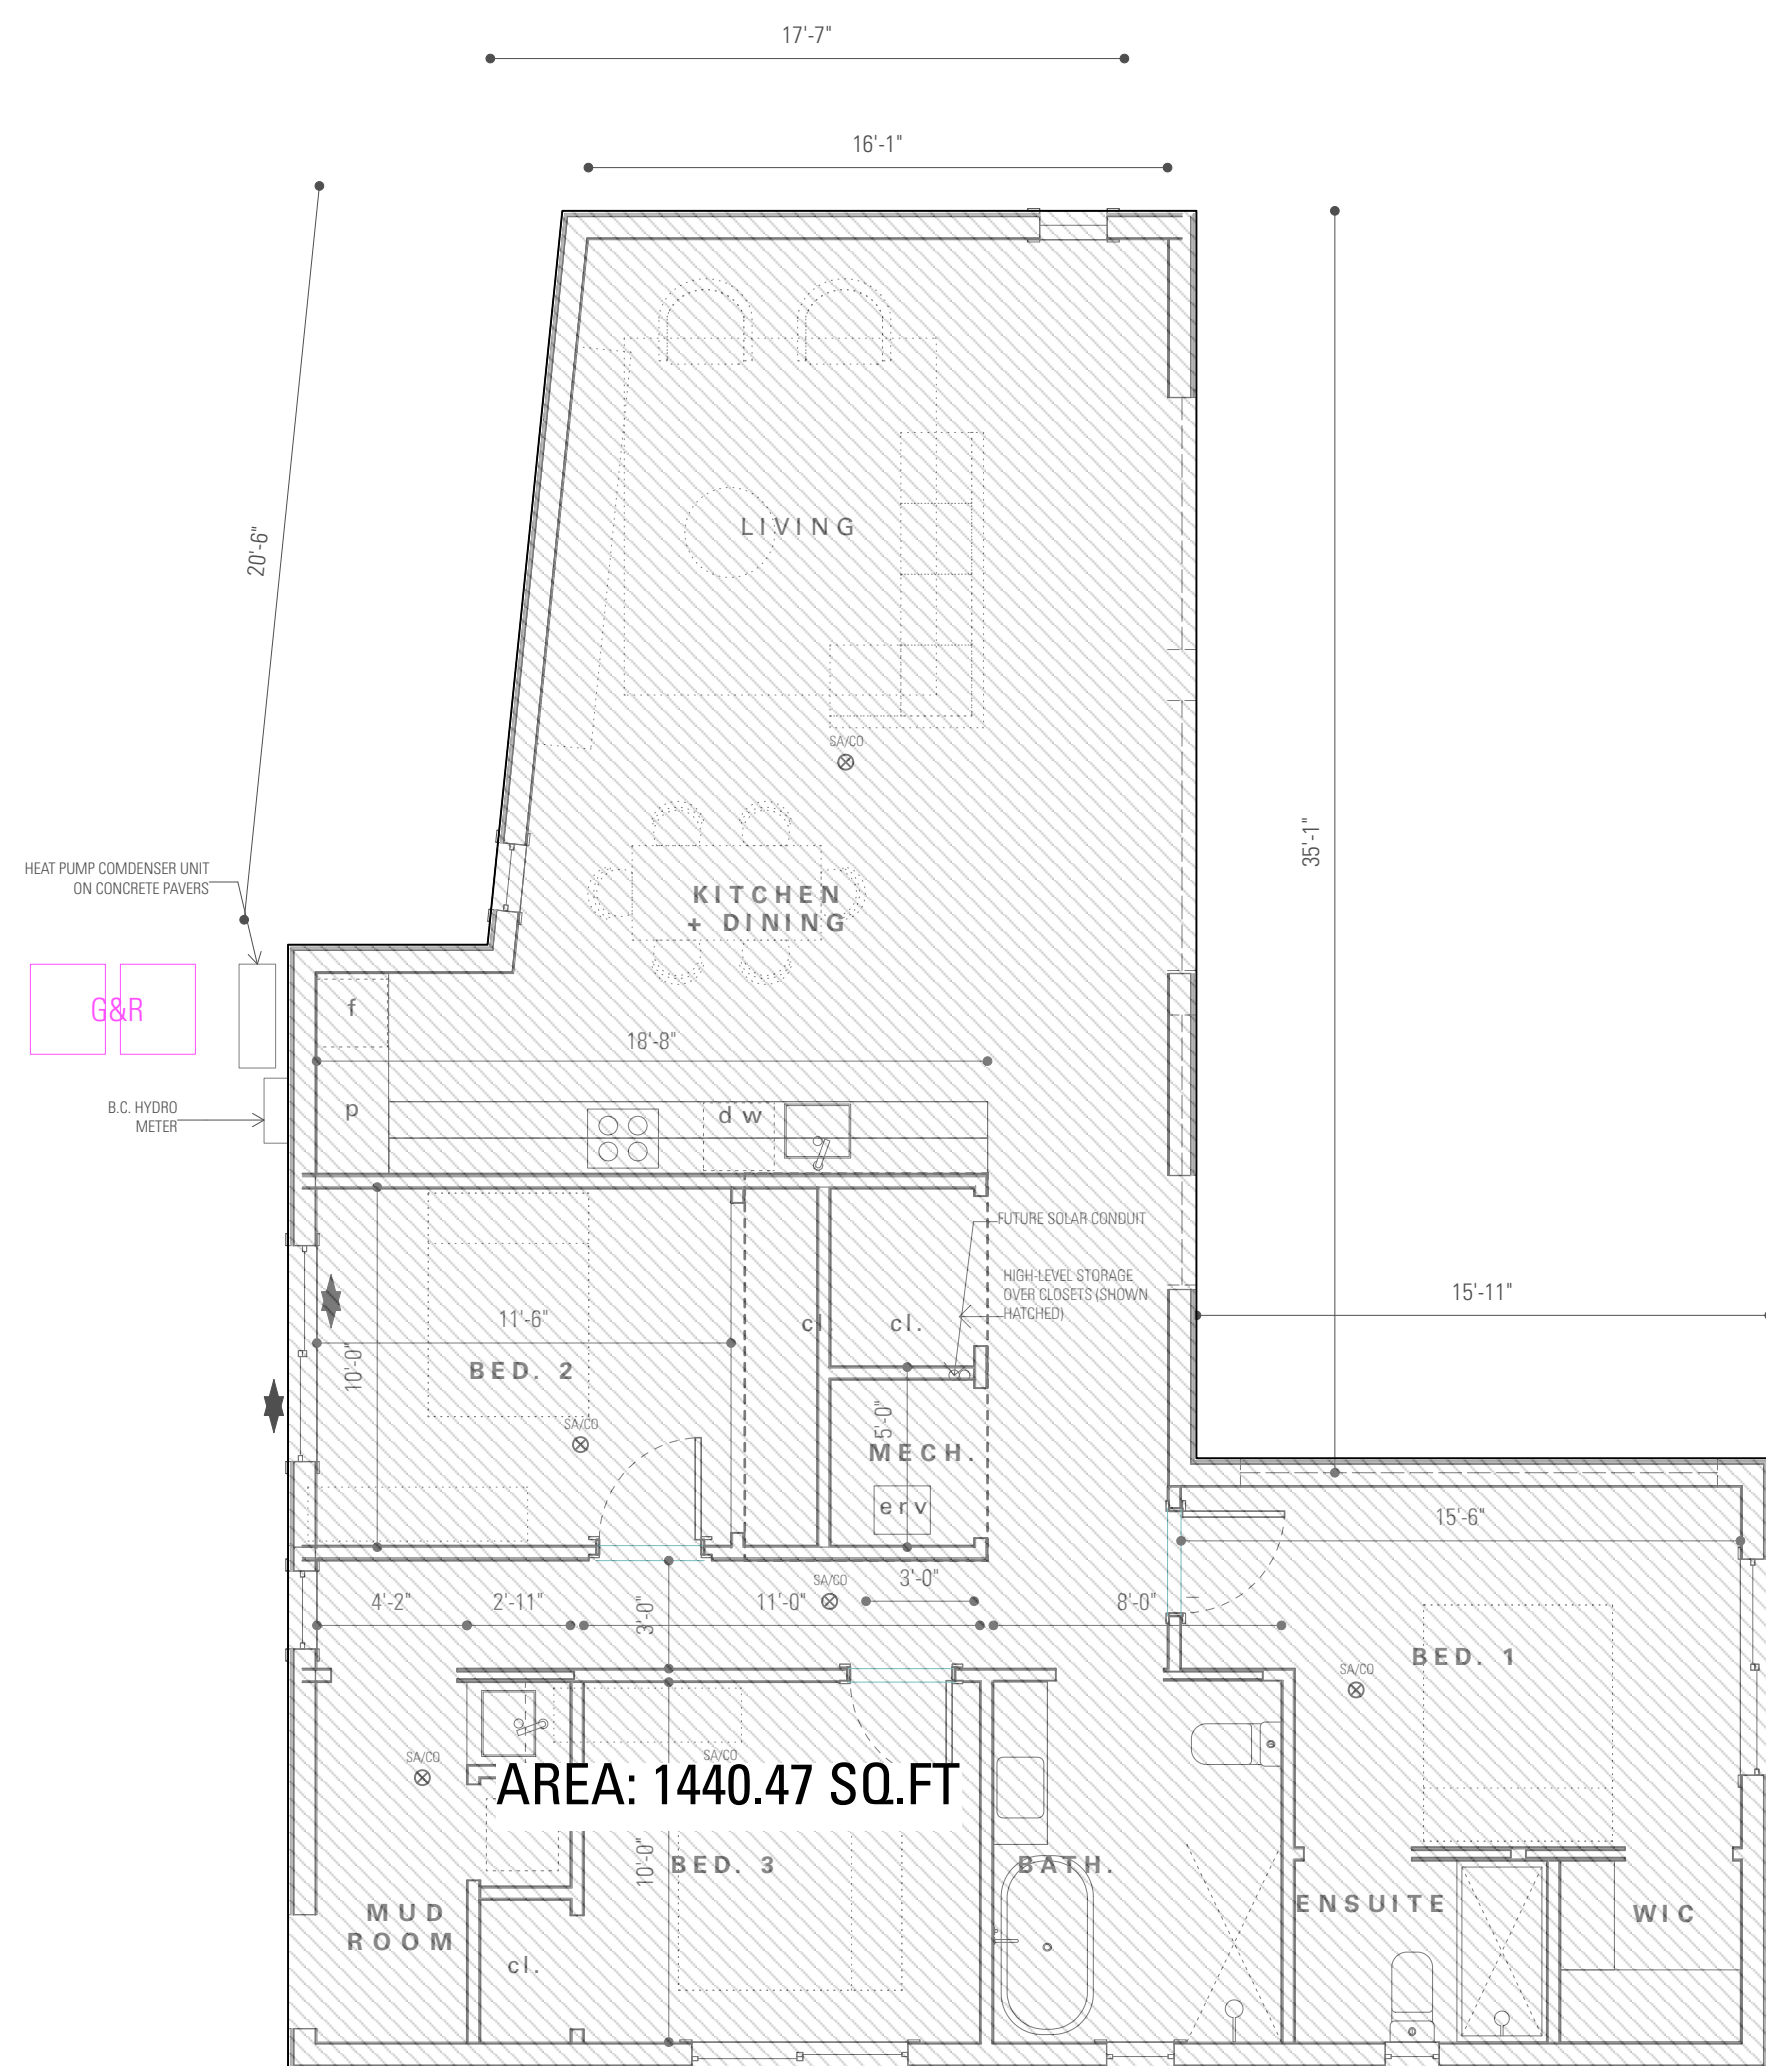 17'-7"
16'-1"
20'-6"
35'-1"
LIVING
SA/CO
HEAT PUMP COMDENSER UNIT
ON CONCRETE PAVERS
KITCHEN
+ DINING
G&R
f
18'-8"
B.C. HYDRO
METER
p
dw
FUTURE SOLAR CONDUIT
HIGH-LEVEL STORAGE
OVER CLOSETS (SHOWN
HATCHED)
15'-11"
11'-6"
cl.
cl.
10'-0"
BED. 2
SA/CO
5'-0"
MECH.
erv
15'-6"
4'-2"
2'-11"
3'-0"
11'-0"
SA/CO
3'-0"
8'-0"
BED. 1
SA/CO
SA/CO
SA/CO
AREA: 1440.47 SQ.FT
10'-0"
BED. 3
BATH.
ENSUITE
WIC
MUD
ROOM
cl.